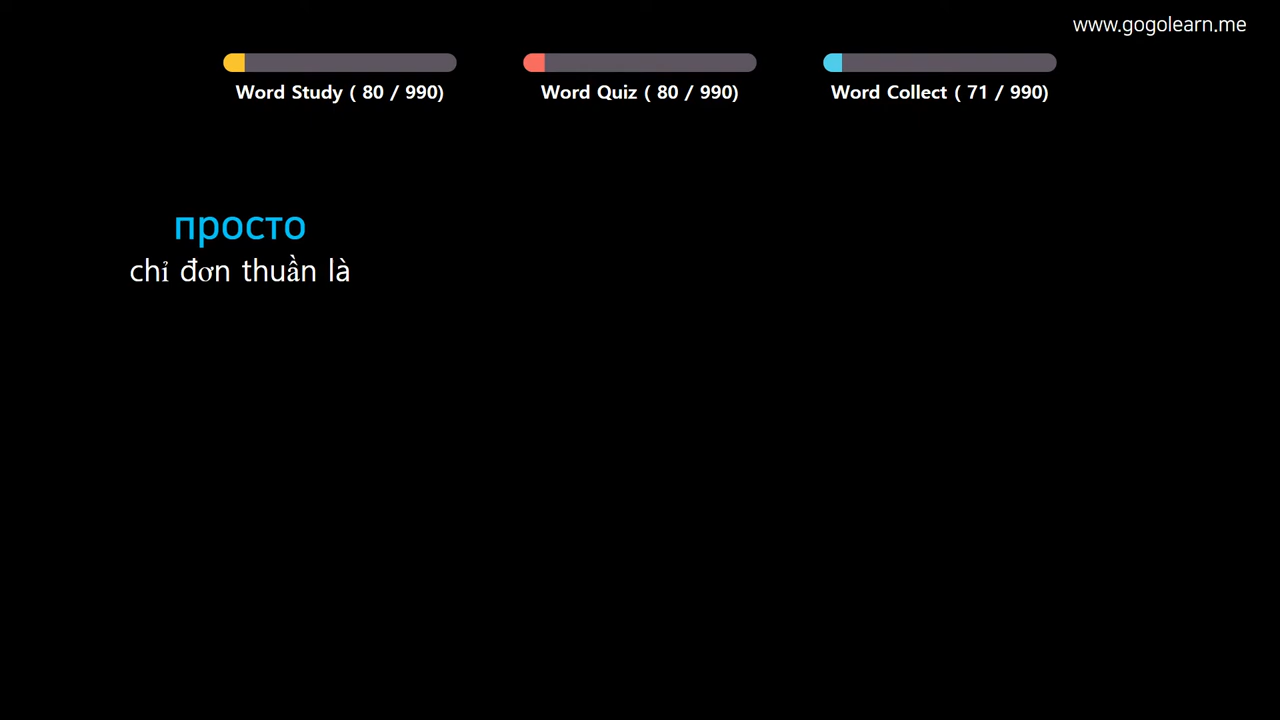 www.gogolearn.me
Word Study ( 80 / 990)
Word Quiz ( 80 / 990)
Word Collect ( 71 / 990)
просто
chỉ đơn thuần là